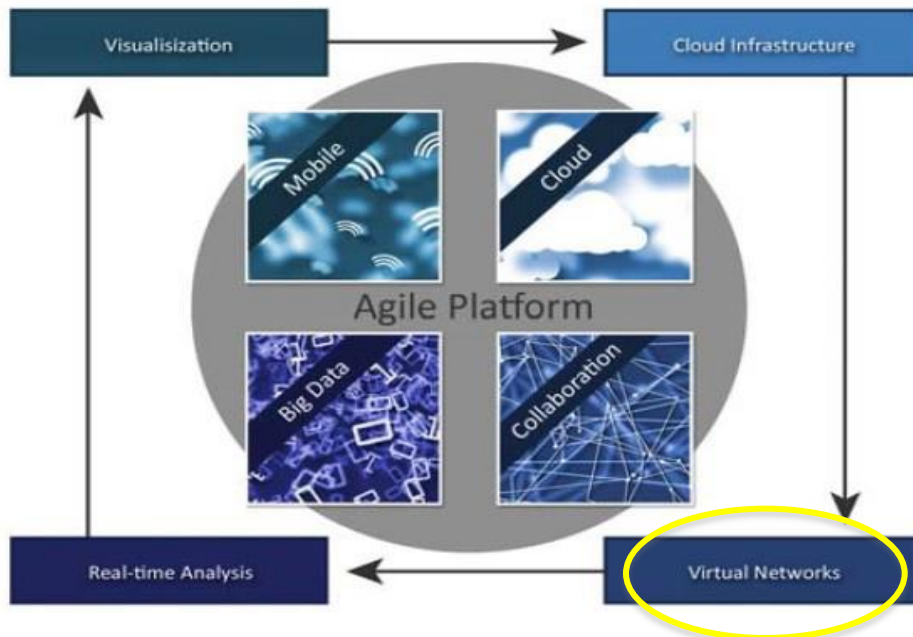 Visualisization
Cloud Infrastructure
Mobile
Cloud
Agile Platform
Big Data
Collaboration
Real-time Analysis
Virtual Networks